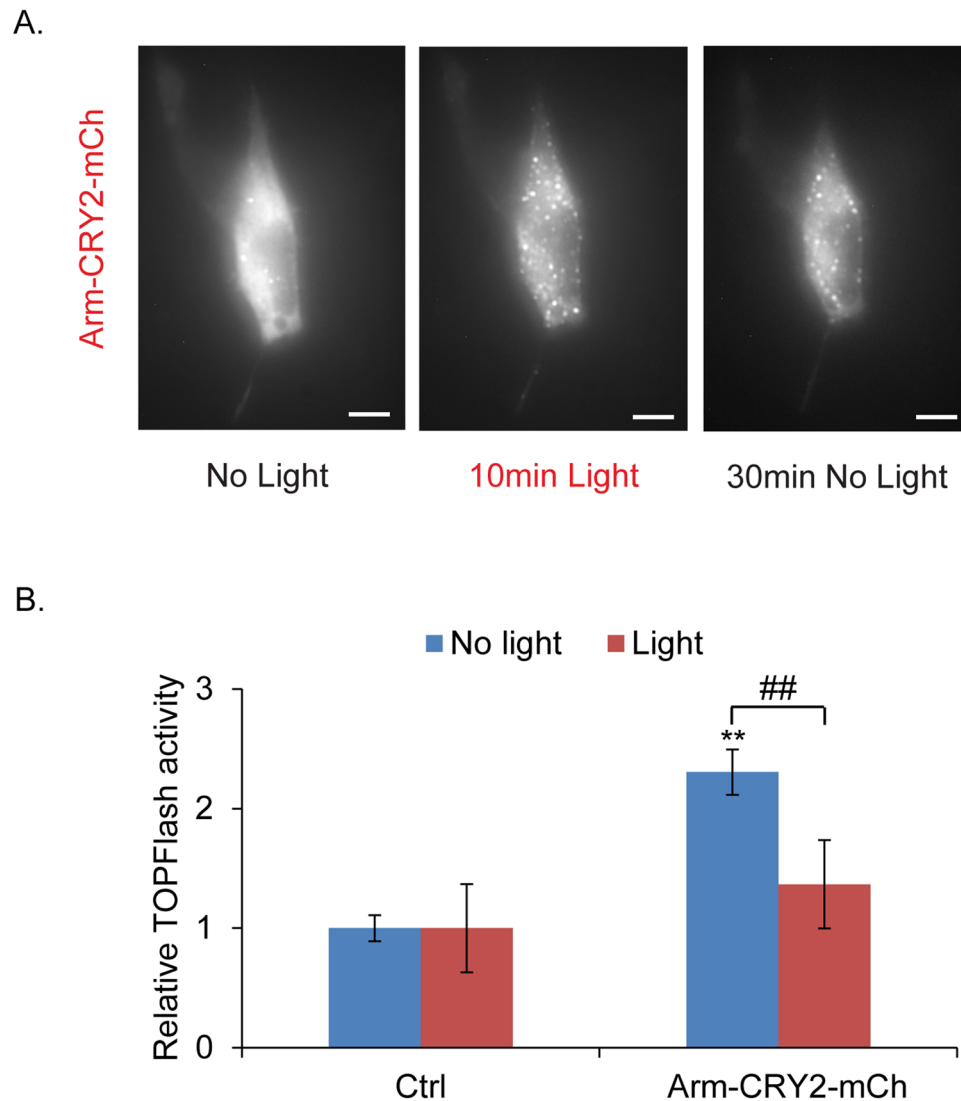 A.
Arm-CRY2-mCh
No Light
10min Light
30min No Light
B.
No light
Light
Relative TOPFlash activity
3
2
1
0
##
**
Ctrl
Arm-CRY2-mCh